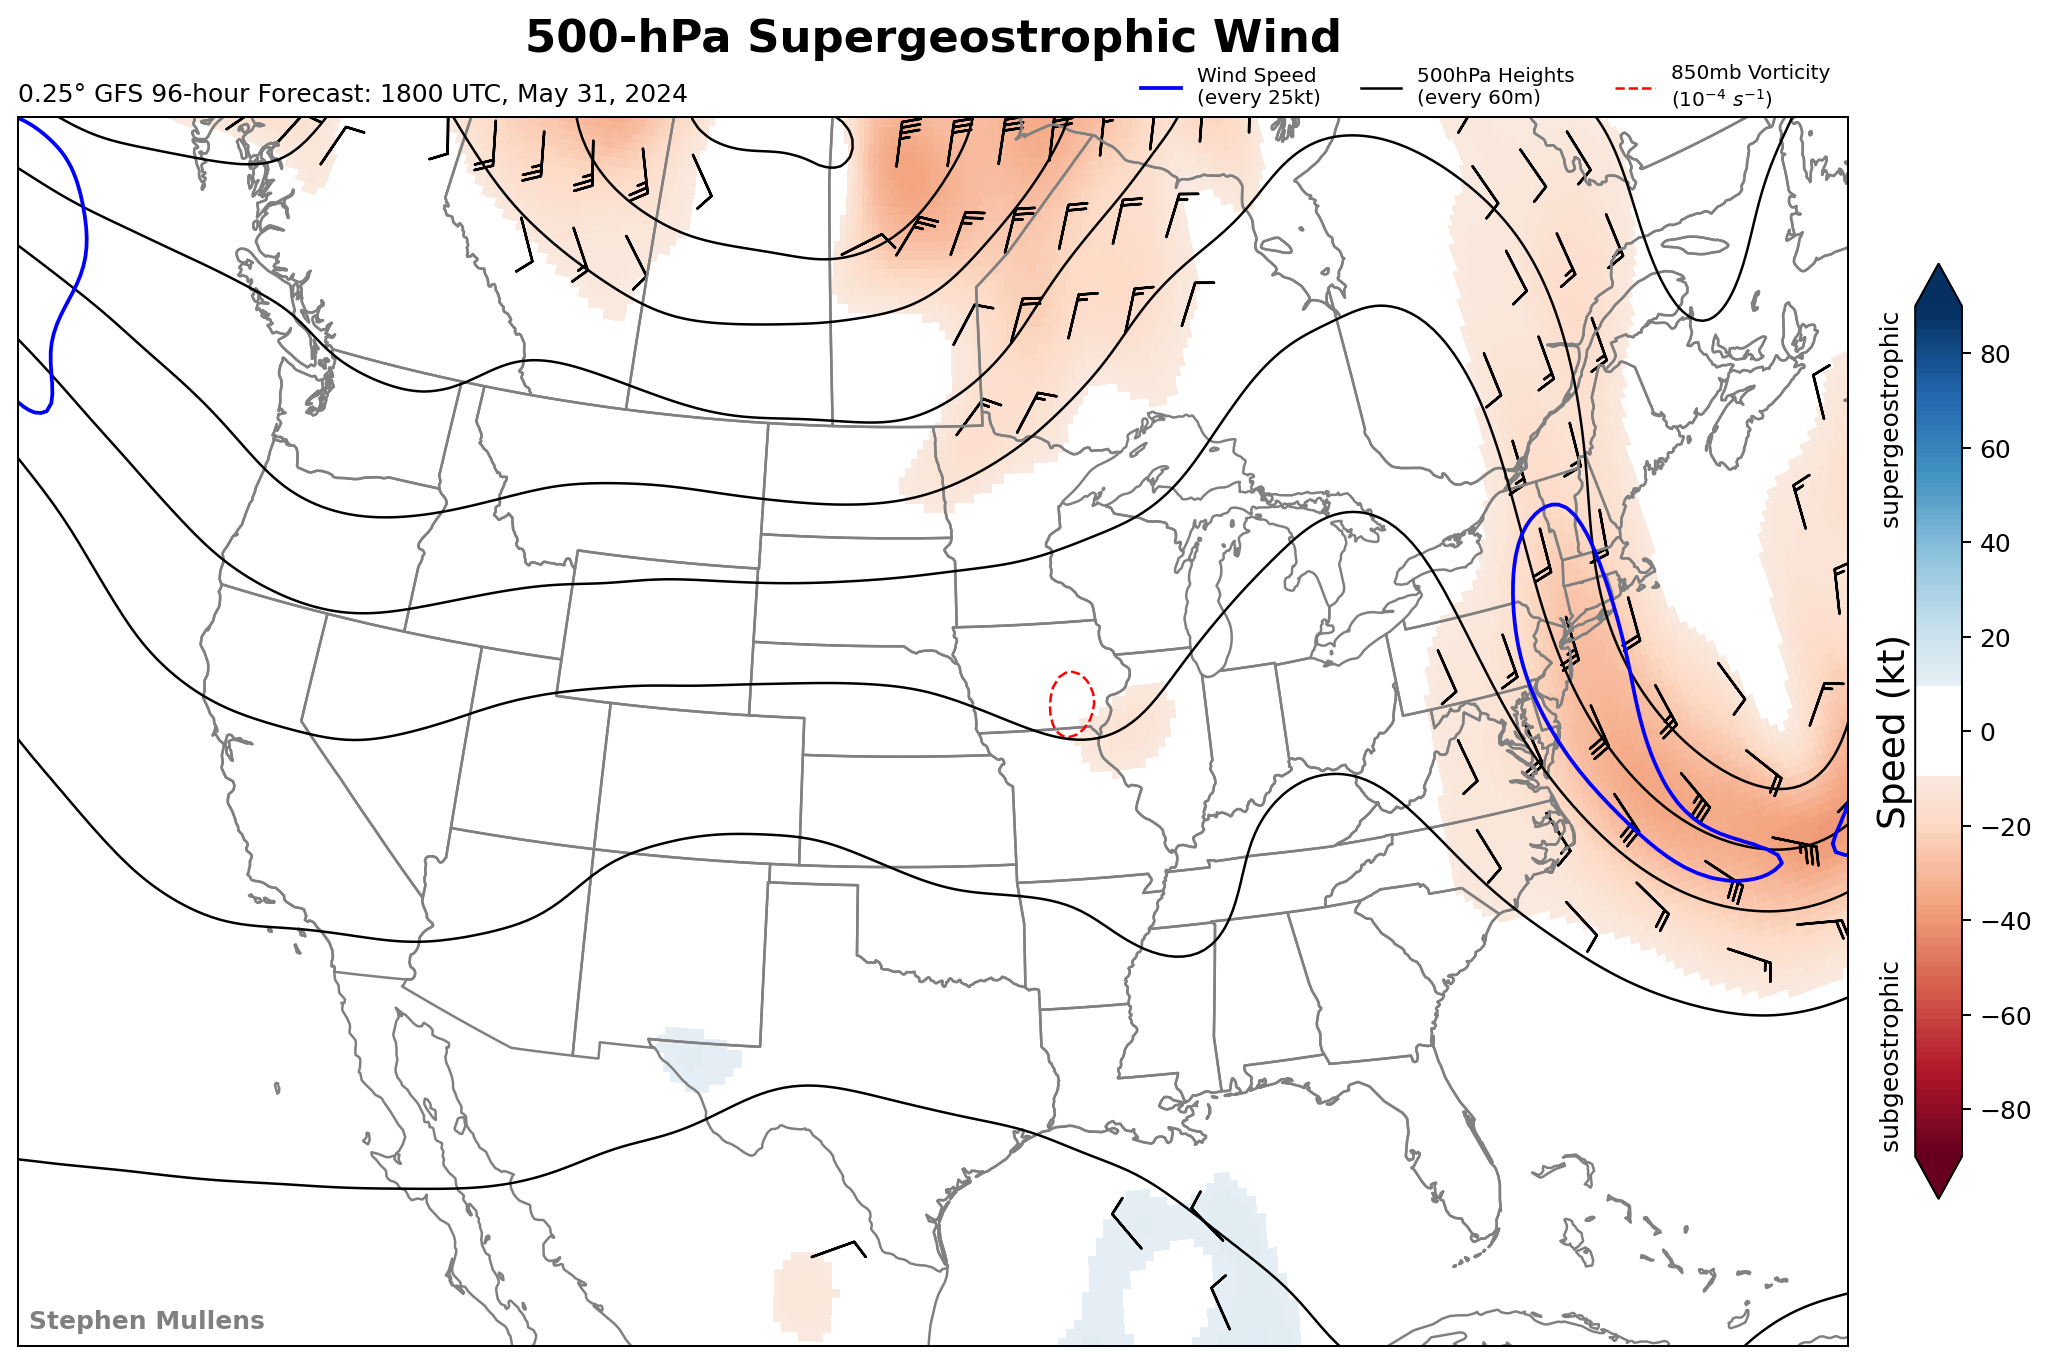 500-hPa Supergeostrophic Wind
0.25° GFS 96-hour Forecast: 1800 UTC, May 31, 2024
Wind Speed
(every 25kt)
500hPa Heights
(every 60m)
850mb Vorticity
(10⁻⁴ s⁻¹)
supergeostrophic
Speed (kt)
subgeostrophic
80
60
40
20
0
−20
−40
−60
−80
Stephen Mullens